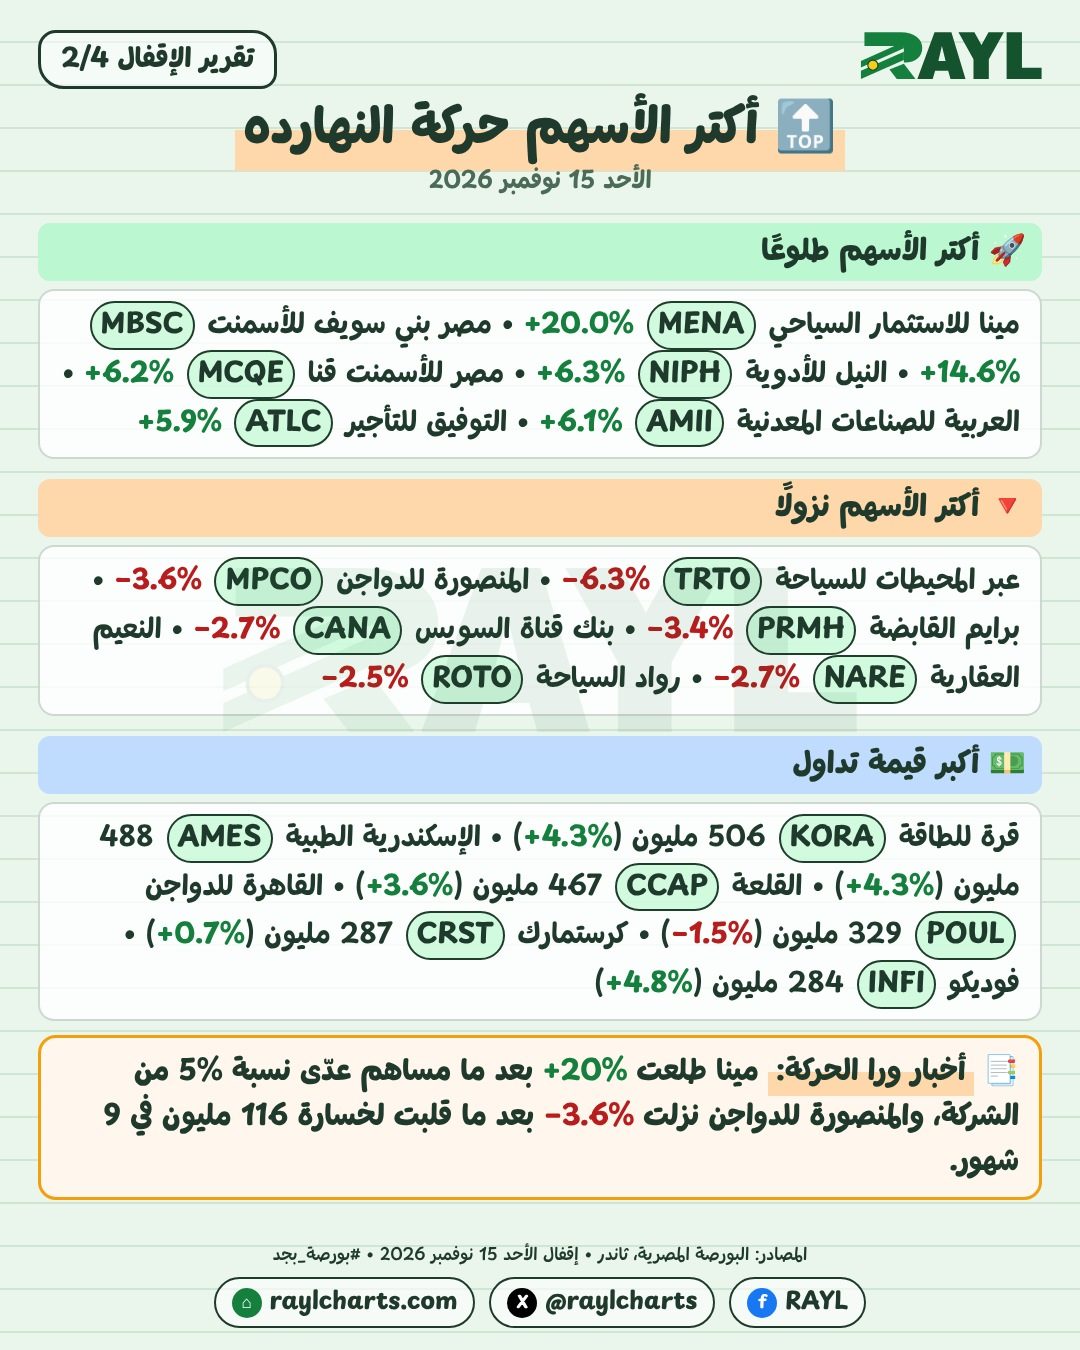 RAYL
تقرير الإقفال 2/4
TOP أكتر الأسهم حركة النهارده
الأحد 15 نوفمبر 2026
🚀 أكتر الأسهم طلوعًا
مينا للاستثمار السياحي MENA +20.0% • مصر بني سويف للأسمنت MBSC
+14.6% • النيل للأدوية NIPH +6.3% • مصر للأسمنت قنا MCQE +6.2% •
العربية للصناعات المعدنية AMII +6.1% • التوفيق للتأجير ATLC +5.9%
🔻 أكتر الأسهم نزولًا
عبر المحيطات للسياحة TRTO −6.3% • المنصورة للدواجن MPCO −3.6% •
برايم القابضة PRMH −3.4% • بنك قناة السويس CANA −2.7% • النعيم
العقارية NARE −2.7% • رواد السياحة ROTO −2.5%
💵 أكبر قيمة تداول
قرة للطاقة KORA 506 مليون (+4.3%) • الإسكندرية الطبية AMES 488
مليون (+4.3%) • القلعة CCAP 467 مليون (+3.6%) • القاهرة للدواجن
POUL 329 مليون (−1.5%) • كرستمارك CRST 287 مليون (+0.7%) •
فوديكو INFI 284 مليون (+4.8%)
📑 أخبار ورا الحركة: مينا طلعت +20% بعد ما مساهم عدّى نسبة 5% من
الشركة، والمنصورة للدواجن نزلت −3.6% بعد ما قلبت لخسارة 116 مليون في 9
شهور.
المصادر: البورصة المصرية، ثاندر • إقفال الأحد 15 نوفمبر 2026 • #بورصة_بجد
raylcharts.com
X @raylcharts
f RAYL